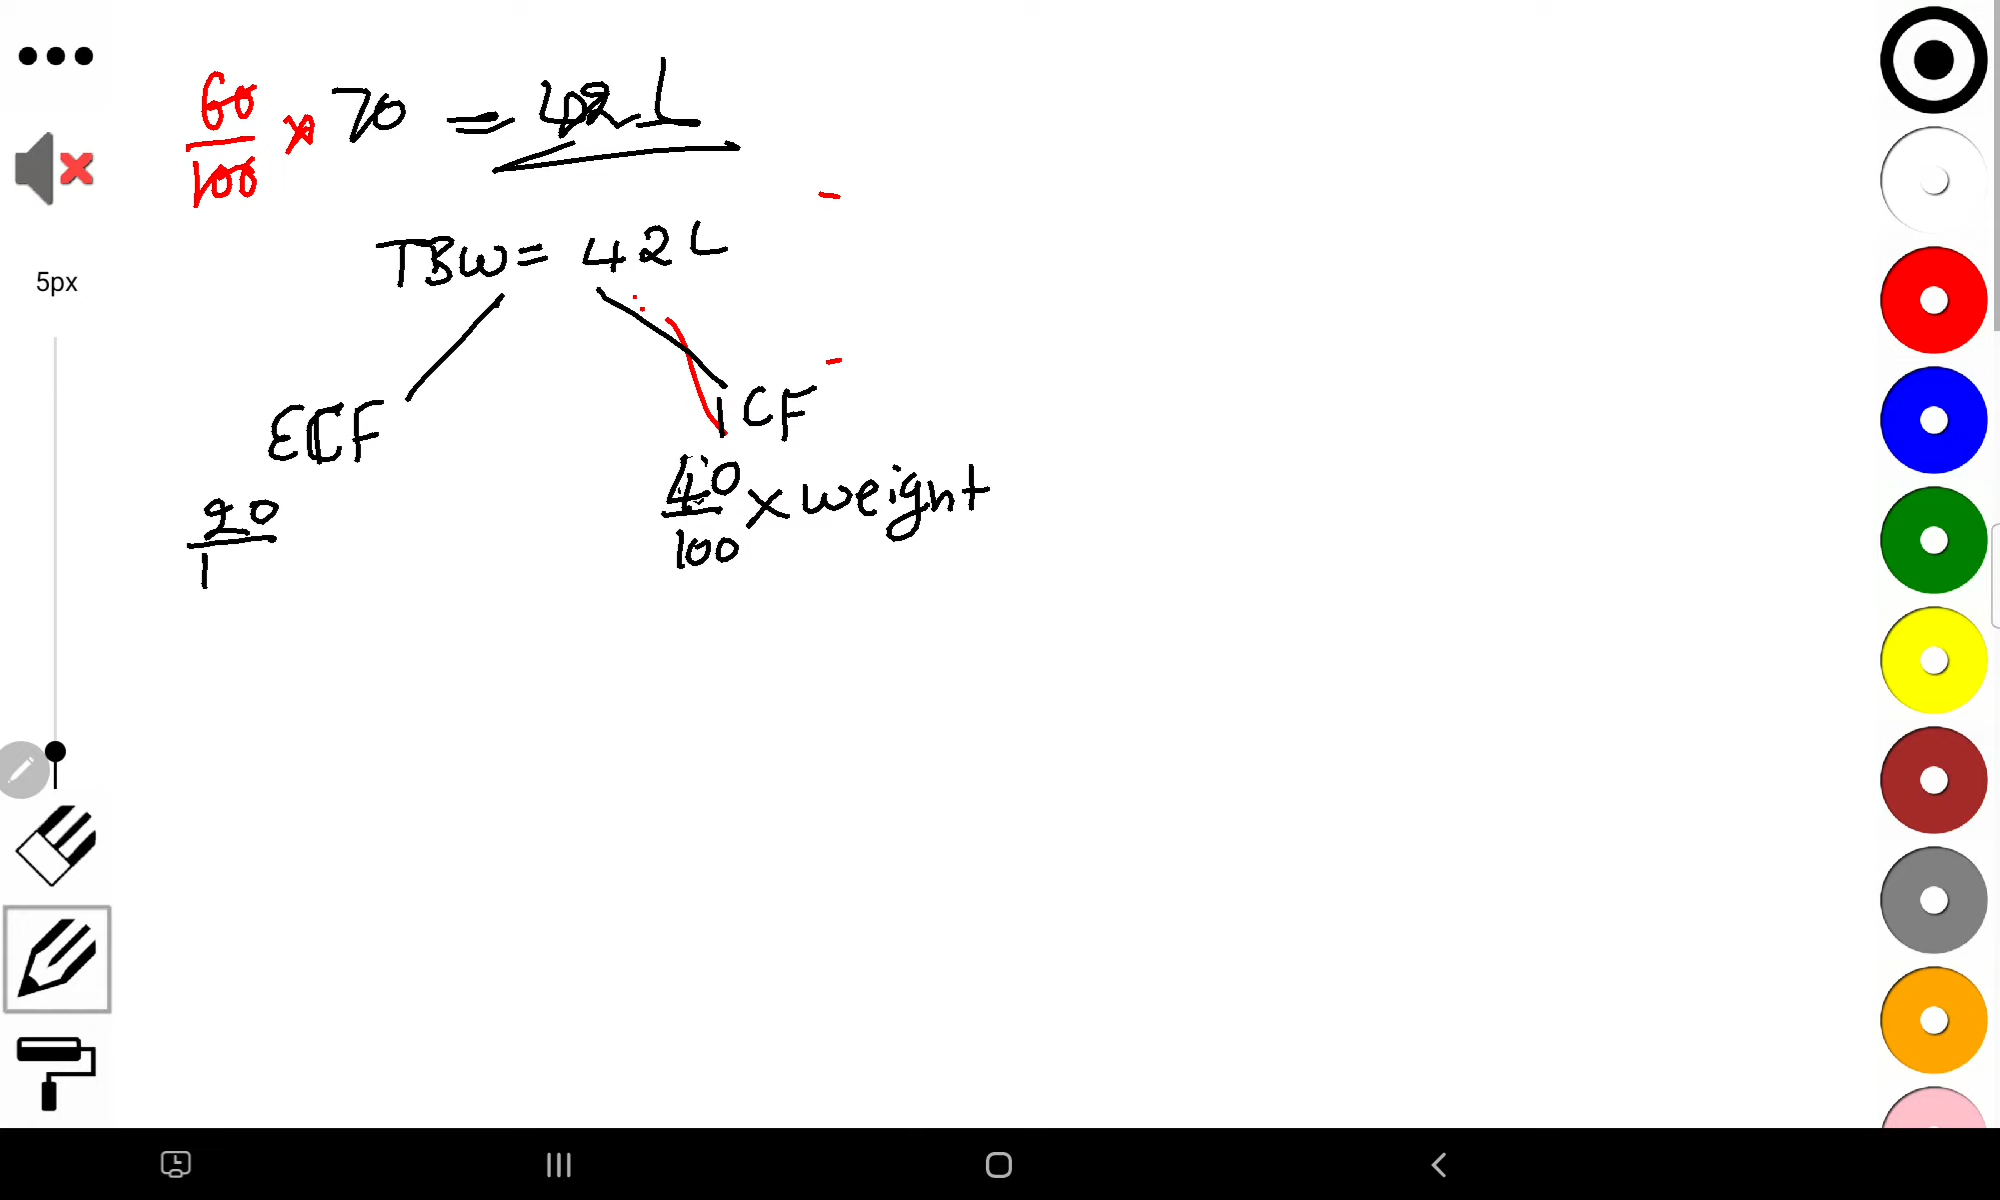 60/100 × 70 = 42 L
5px
TBW = 42 L
ECF
ICF
20/1
40/100 × weight